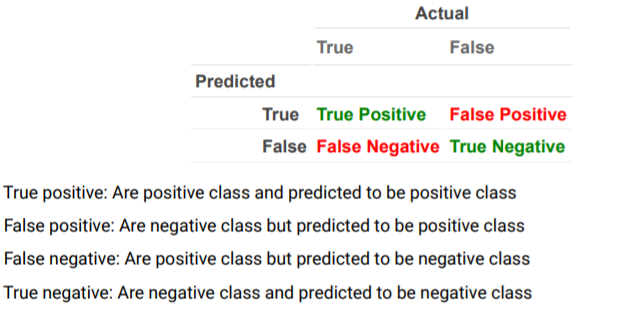 Actual
True False
Predicted
True True Positive False Positive
False False Negative True Negative
True positive: Are positive class and predicted to be positive class
False positive: Are negative class but predicted to be positive class
False negative: Are positive class but predicted to be negative class
True negative: Are negative class and predicted to be negative class